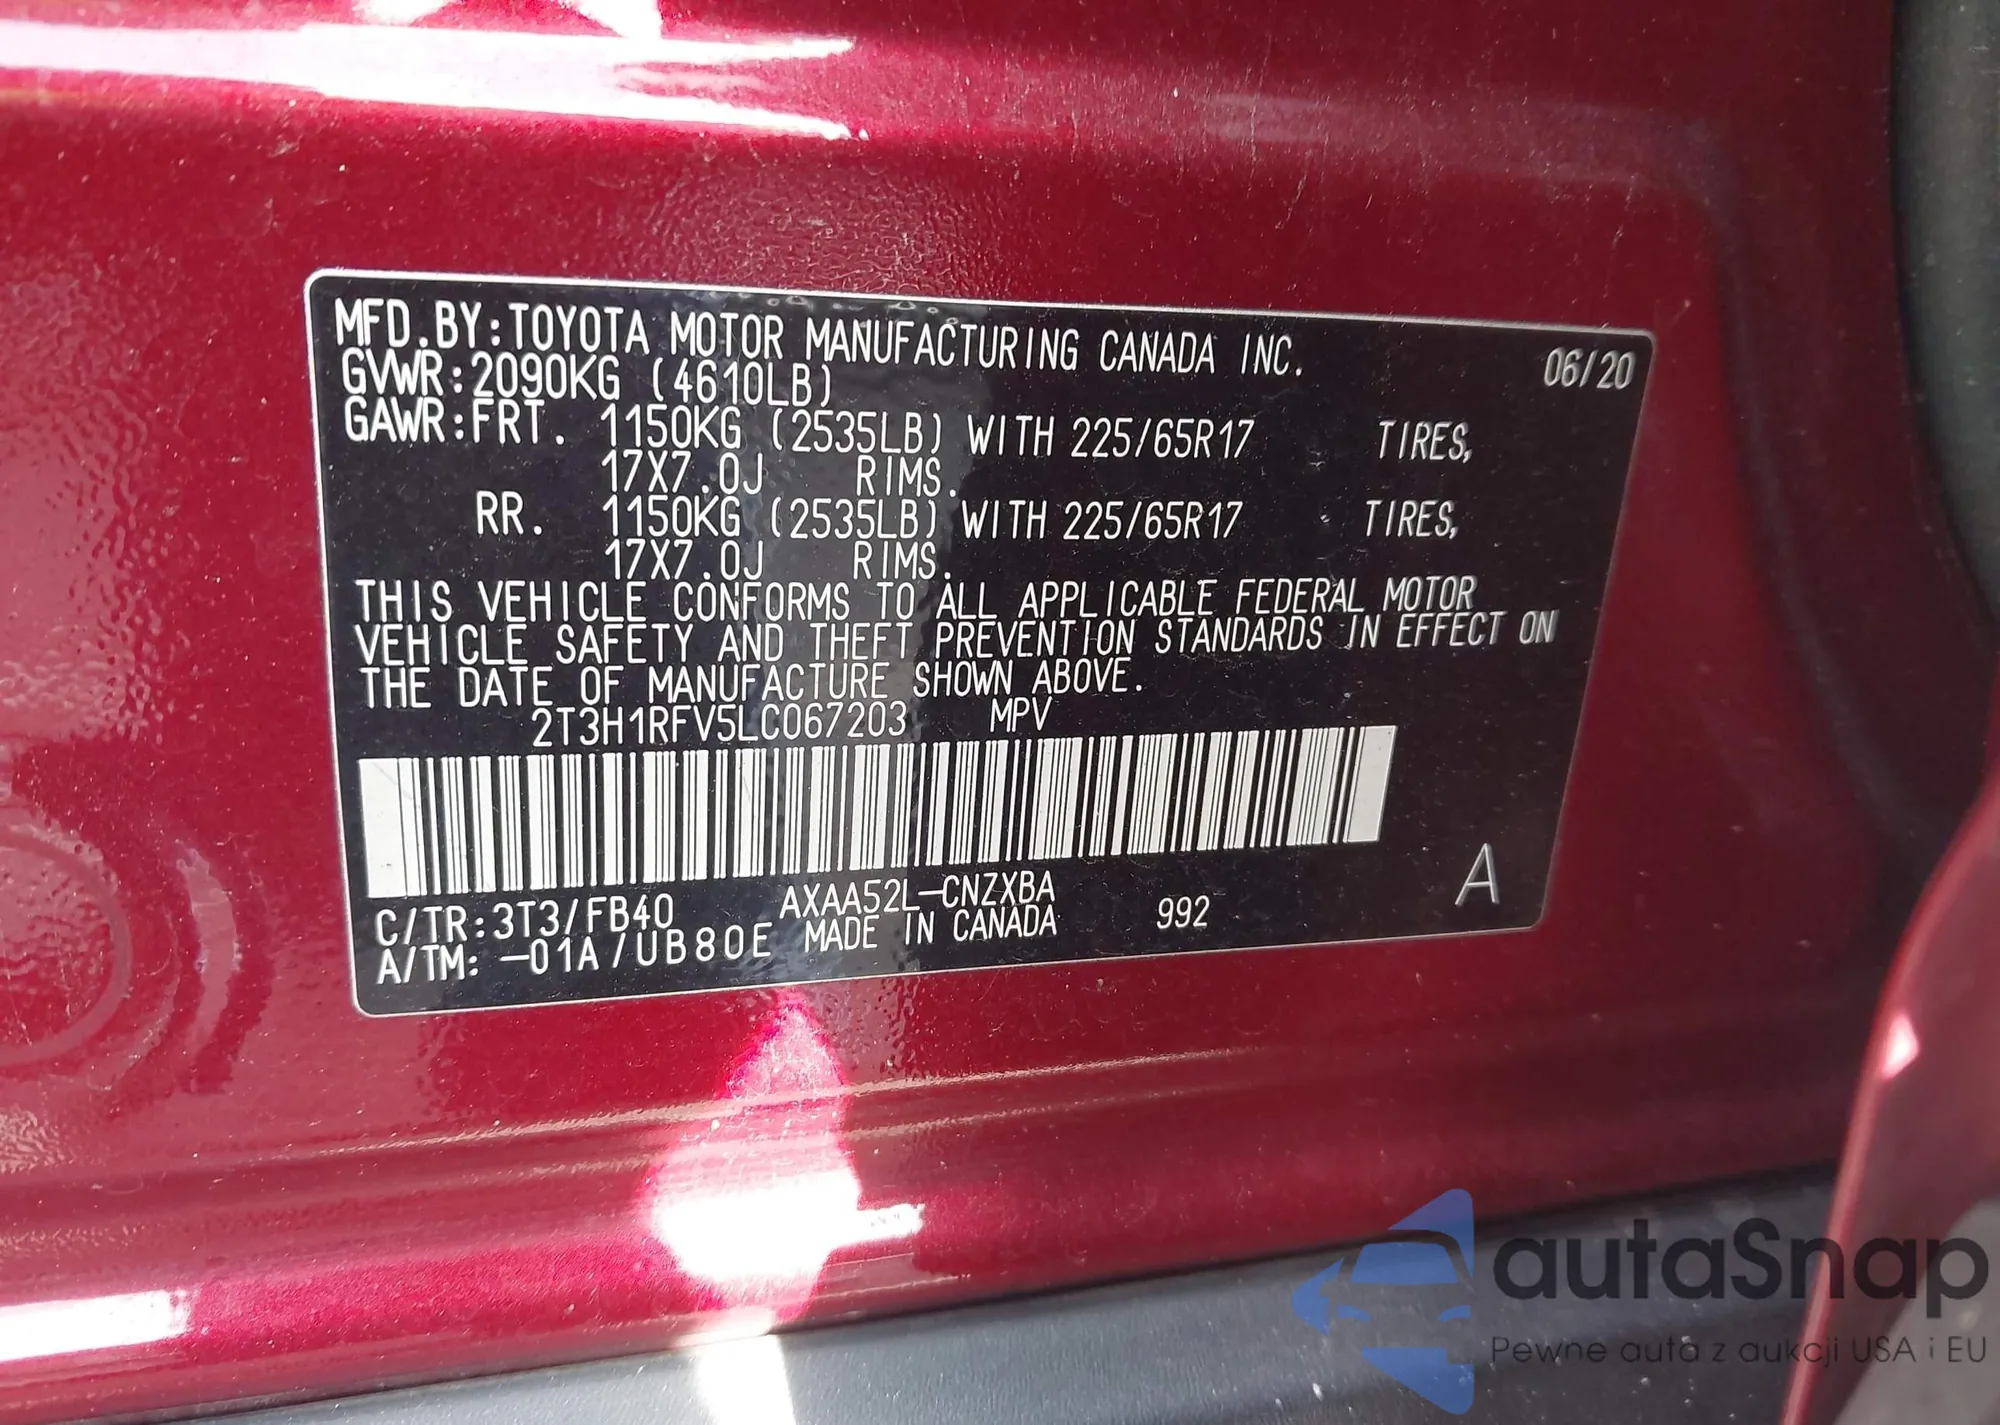 MFD.BY:TOYOTA MOTOR MANUFACTURING CANADA INC. 06/20
GVWR:2090KG (4610LB)
GAWR:FRT. 1150KG (2535LB) WITH 225/65R17 TIRES,
17X7.0J RIMS.
RR. 1150KG (2535LB) WITH 225/65R17 TIRES,
17X7.0J RIMS.
THIS VEHICLE CONFORMS TO ALL APPLICABLE FEDERAL MOTOR
VEHICLE SAFETY AND THEFT PREVENTION STANDARDS IN EFFECT ON
THE DATE OF MANUFACTURE SHOWN ABOVE.
2T3H1RFV5LC067203 MPV
C/TR:3T3/FB40 AXAA52L-CNZXBA 992 A
A/TM: -01A/UB80E MADE IN CANADA
autaSnap
Pewne auta z aukcji USA i EU